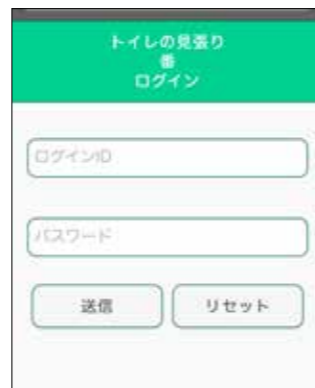 トイレの見張り
番
ログイン
ログインID
パスワード
送信
リセット